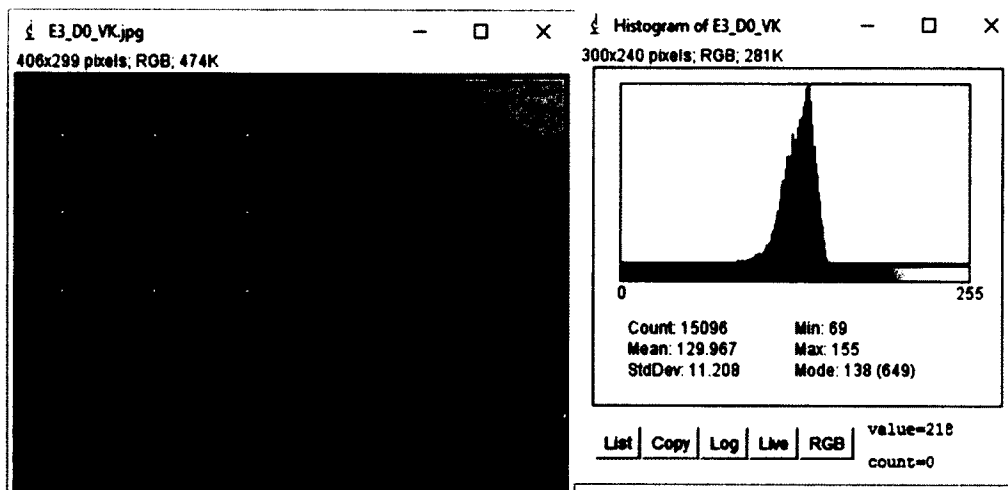 E3_D0_VK.jpg
406x299 pixels; RGB; 474K
Histogram of E3_D0_VK
300x240 pixels; RGB; 281K
0 255
Count: 15096 Min: 69
Mean: 129.967 Max: 155
StdDev: 11.208 Mode: 138 (649)
List Copy Log Live RGB
value=218
count=0